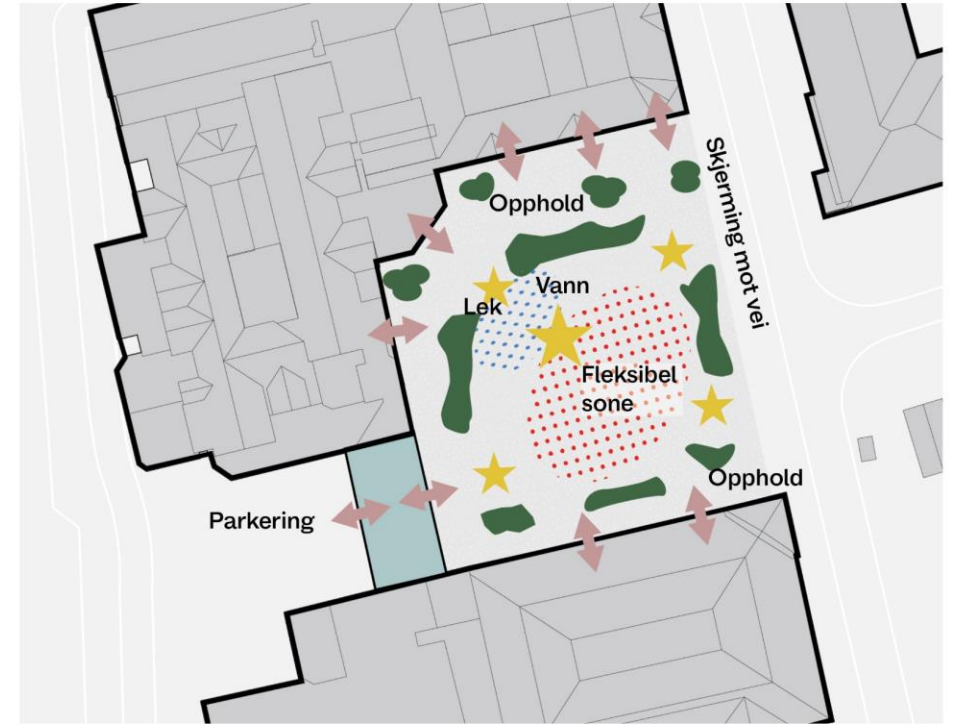 Skjerming mot vei
Opphold
Vann
Lek
Fleksibel
sone
Opphold
Parkering